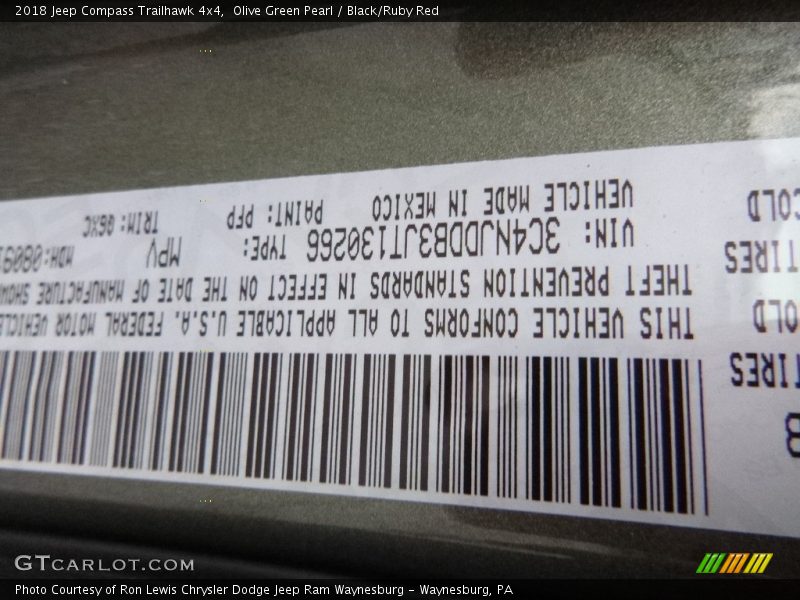 2018 Jeep Compass Trailhawk 4x4,  Olive Green Pearl / Black/Ruby Red
THIS VEHICLE CONFORMS TO ALL APPLICABLE U.S.A. FEDERAL MOTOR VEHICLE
THEFT PREVENTION STANDARDS IN EFFECT ON THE DATE OF MANUFACTURE SHOW
VIN: 3C4NJDDB3JT130266 TYPE: MPV MDH:
VEHICLE MADE IN MEXICO PAINT: PFP TRIM: Q6XC
TIRES
COLD
TIRES
COLD
GTCARLOT.COM
Photo Courtesy of Ron Lewis Chrysler Dodge Jeep Ram Waynesburg - Waynesburg, PA